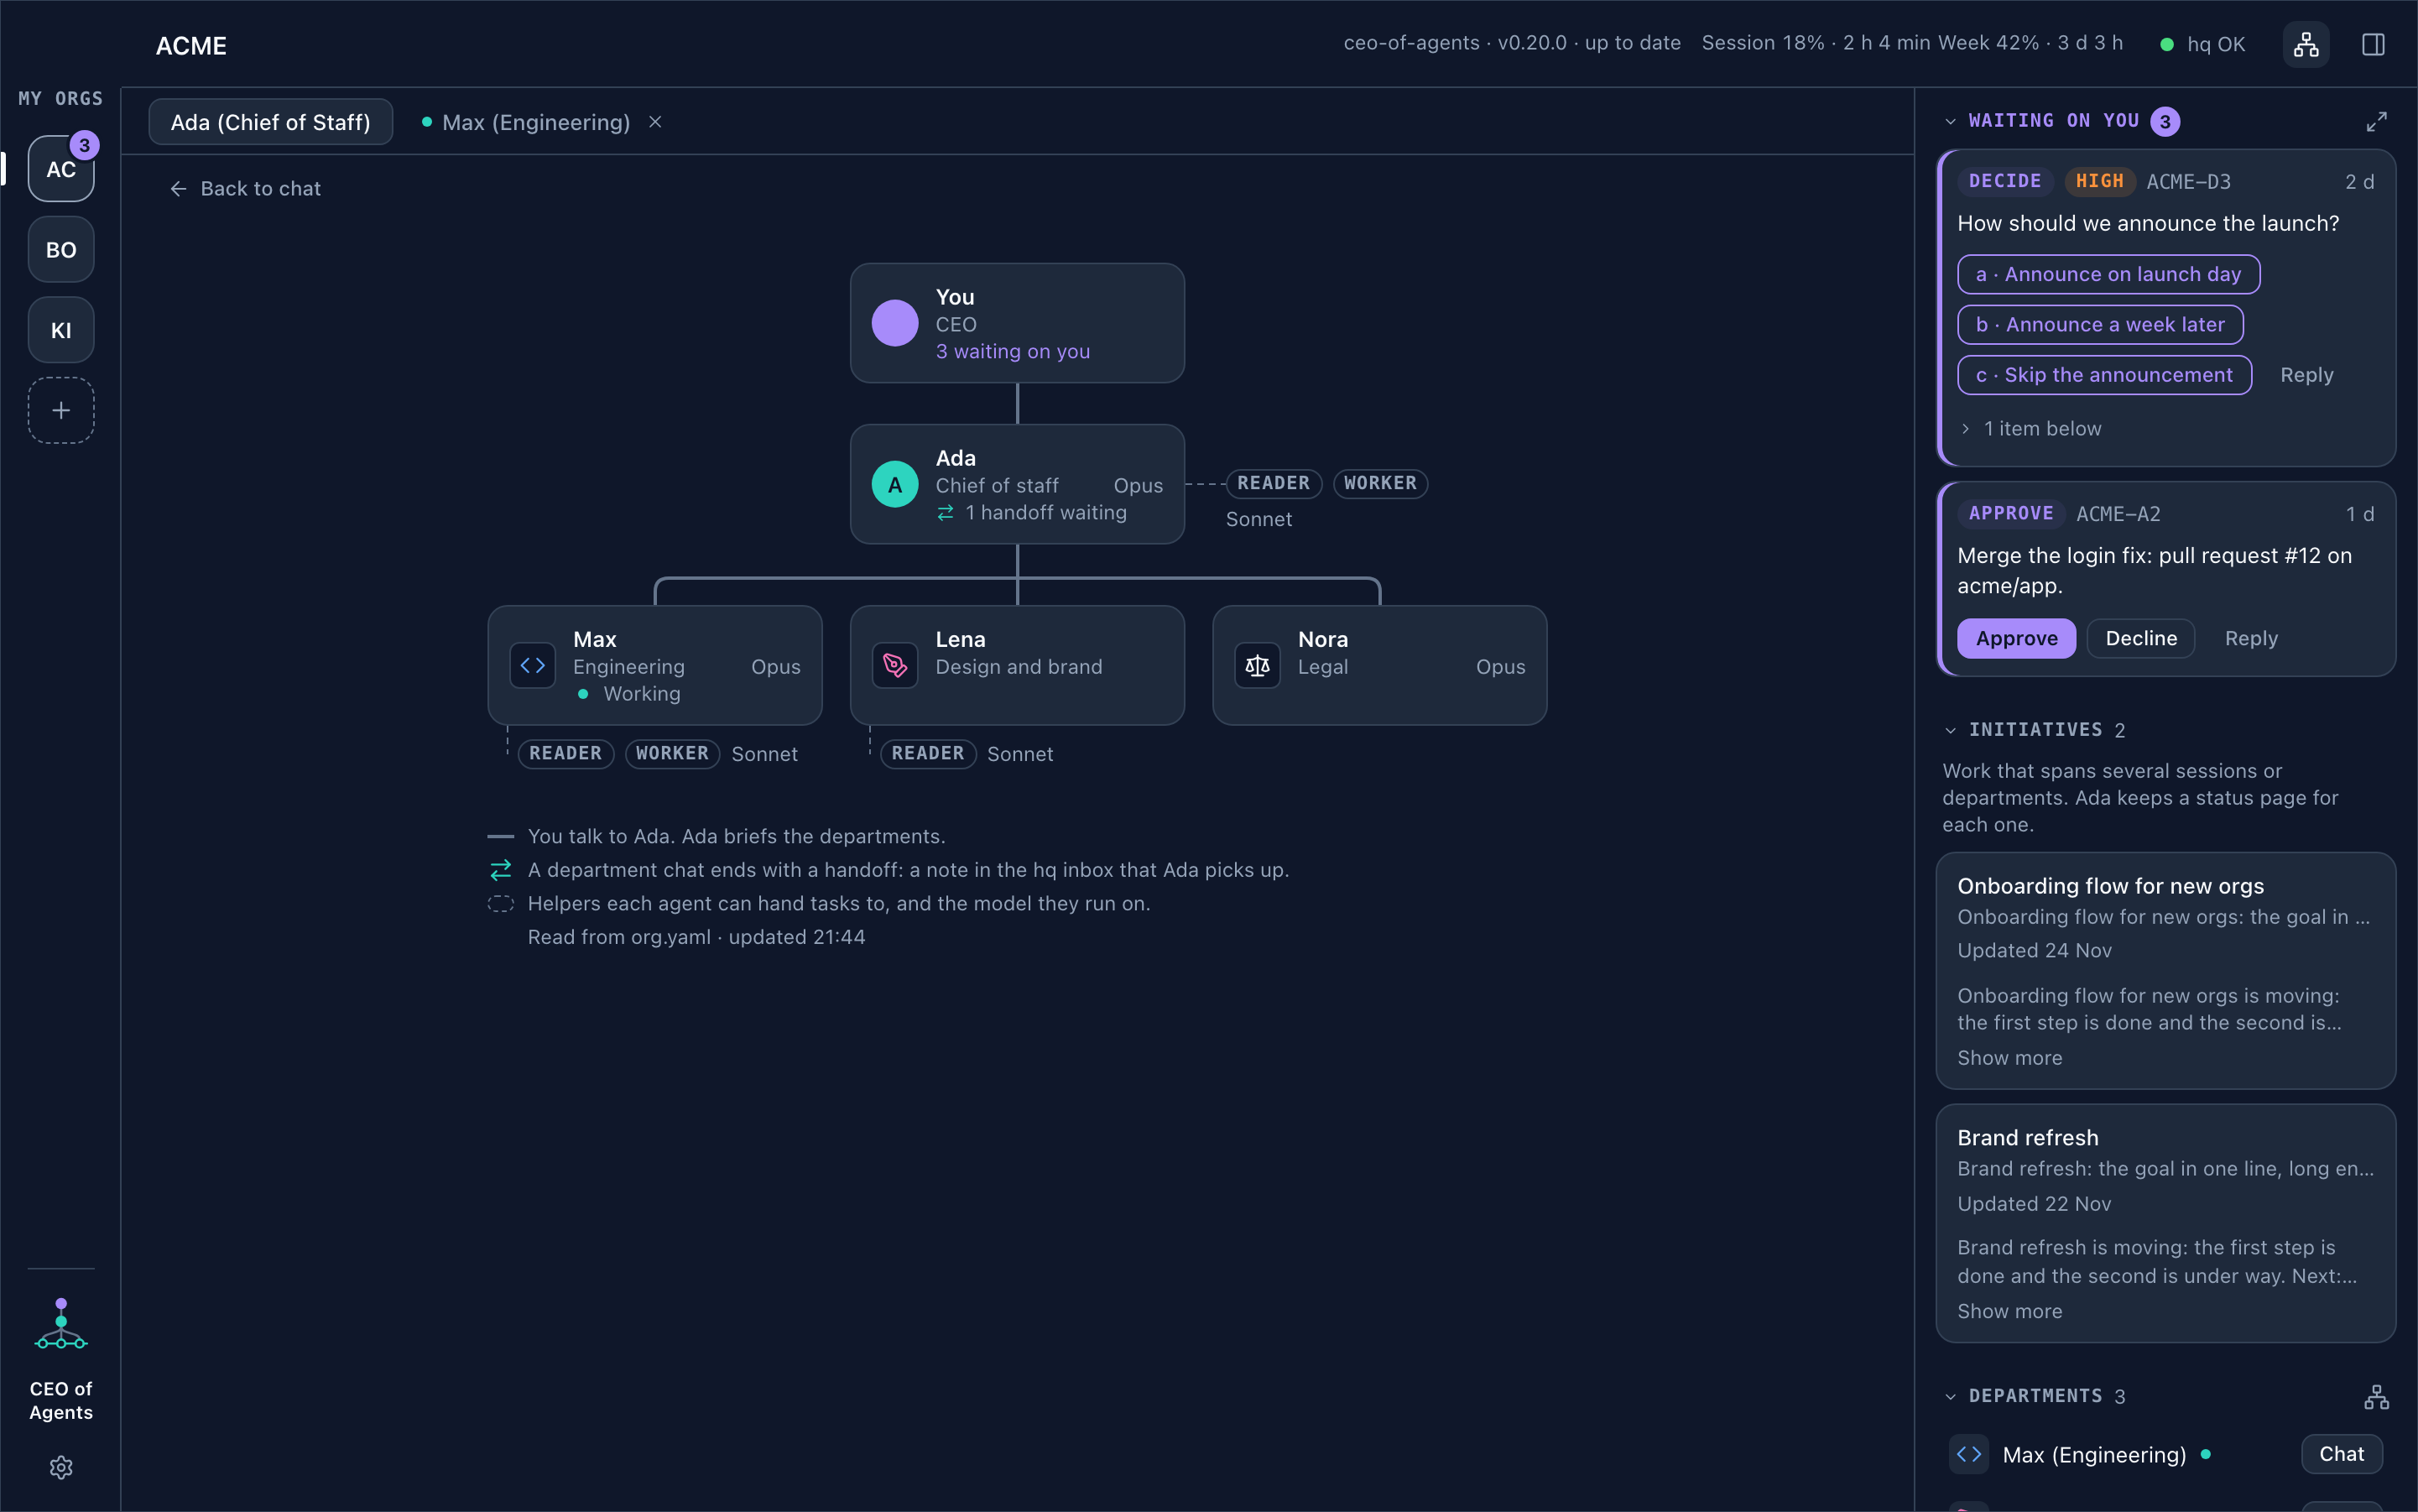 ACME
ceo-of-agents · v0.20.0 · up to date
Session 18% · 2 h 4 min Week 42% · 3 d 3 h
hq OK
MY ORGS
AC
3
BO
KI
CEO of
Agents
Ada (Chief of Staff)
Max (Engineering)
Back to chat
You
CEO
3 waiting on you
Ada
Chief of staff
Opus
1 handoff waiting
READER
WORKER
Sonnet
A
Max
Engineering
Opus
Working
READER
WORKER
Sonnet
Lena
Design and brand
READER
Sonnet
Nora
Legal
Opus
You talk to Ada. Ada briefs the departments.
A department chat ends with a handoff: a note in the hq inbox that Ada picks up.
Helpers each agent can hand tasks to, and the model they run on.
Read from org.yaml · updated 21:44
WAITING ON YOU 3
DECIDE HIGH ACME-D3 2 d
How should we announce the launch?
a · Announce on launch day
b · Announce a week later
c · Skip the announcement
Reply
1 item below
APPROVE ACME-A2 1 d
Merge the login fix: pull request #12 on
acme/app.
Approve Decline Reply
INITIATIVES 2
Work that spans several sessions or
departments. Ada keeps a status page for
each one.
Onboarding flow for new orgs
Onboarding flow for new orgs: the goal in ...
Updated 24 Nov
Onboarding flow for new orgs is moving:
the first step is done and the second is...
Show more
Brand refresh
Brand refresh: the goal in one line, long en...
Updated 22 Nov
Brand refresh is moving: the first step is
done and the second is under way. Next:...
Show more
DEPARTMENTS 3
Max (Engineering)
Chat